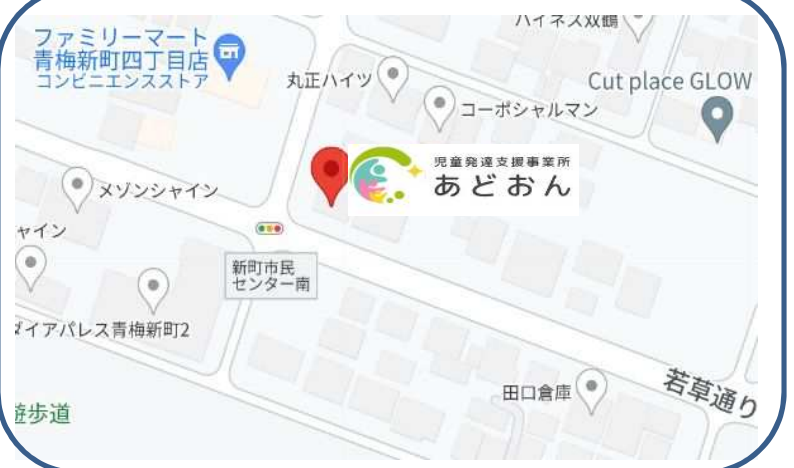 ハイネス双鶴
ファミリーマート
青梅新町四丁目店
コンビニエンスストア
丸正ハイツ
Cut place GLOW
コーポシャルマン
児童発達支援事業所
あどおん
メゾンシャイン
ャイン
新町市民
センター南
ダイアパレス青梅新町2
田口倉庫
若草通り
遊歩道